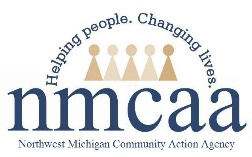 Helping people. Changing lives.
nmcaa
Northwest Michigan Community Action Agency